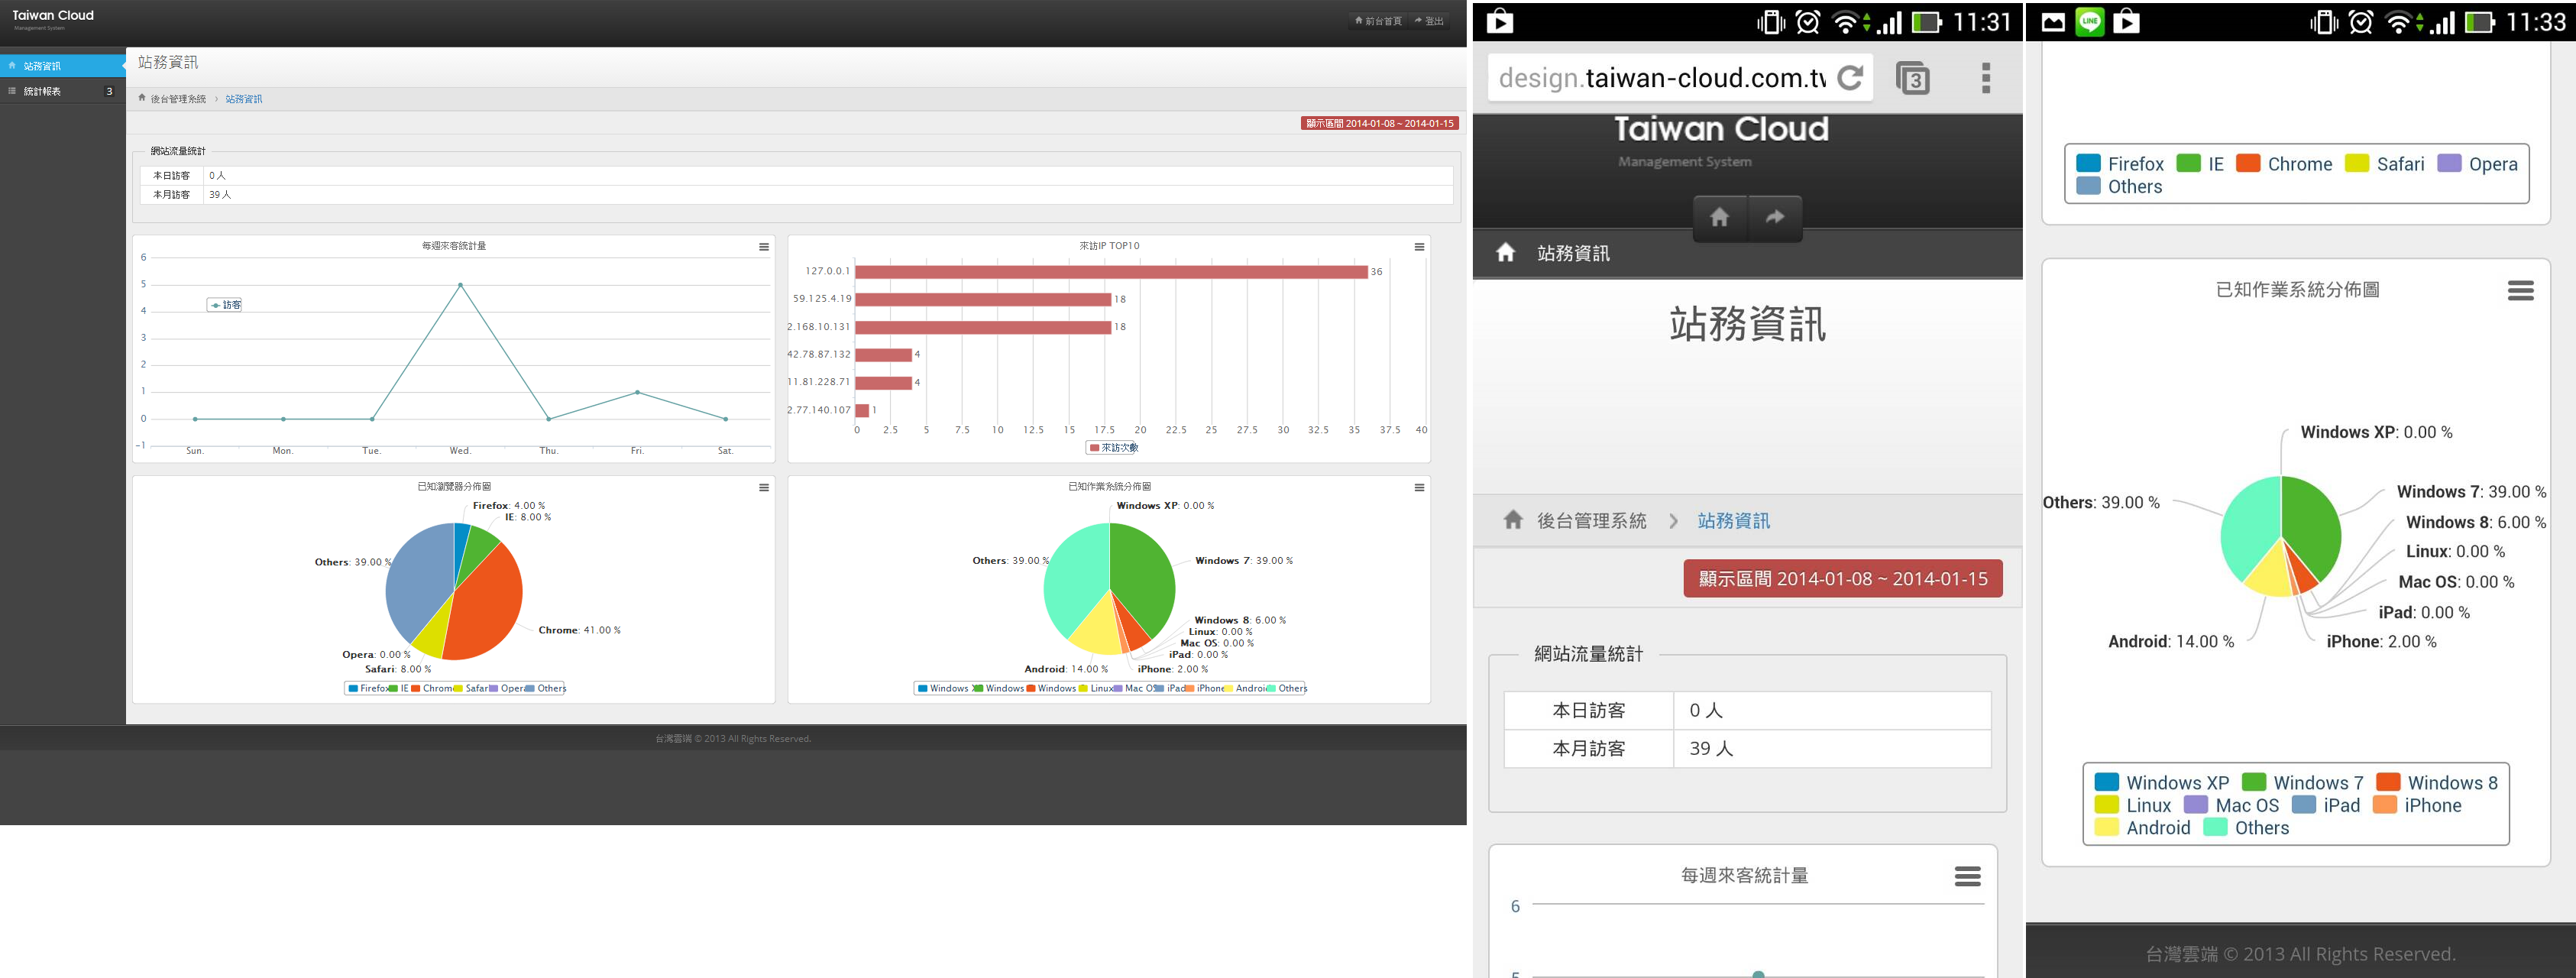 Taiwan Cloud
Management System
前台首頁 登出
站務資訊
統計報表 3
站務資訊
後台管理系統 › 站務資訊
顯示區間 2014-01-08 ~ 2014-01-15
網站流量統計
本日訪客 0 人
本月訪客 39 人
每週來客統計量
6
5
4
3
2
1
0
-1
訪客
Sun. Mon. Tue. Wed. Thu. Fri. Sat.
來訪IP TOP10
127.0.0.1 36
59.125.4.19 18
2.168.10.131 18
42.78.87.132 4
11.81.228.71 4
2.77.140.107 1
0 2.5 5 7.5 10 12.5 15 17.5 20 22.5 25 27.5 30 32.5 35 37.5 40
來訪次數
已知瀏覽器分佈圖
Firefox: 4.00 %
IE: 8.00 %
Others: 39.00 %
Chrome: 41.00 %
Opera: 0.00 %
Safari: 8.00 %
Firefox IE Chrome Safari Opera Others
已知作業系統分佈圖
Windows XP: 0.00 %
Others: 39.00 %
Windows 7: 39.00 %
Windows 8: 6.00 %
Linux: 0.00 %
Mac OS: 0.00 %
iPad: 0.00 %
Android: 14.00 %
iPhone: 2.00 %
Windows X Windows Windows Linux Mac OS iPad iPhone Android Others
台灣雲端 © 2013 All Rights Reserved.
11:31
design.taiwan-cloud.com.tv
3
Taiwan Cloud
Management System
站務資訊
站務資訊
後台管理系統 › 站務資訊
顯示區間 2014-01-08 ~ 2014-01-15
網站流量統計
本日訪客 0 人
本月訪客 39 人
每週來客統計量
6
5
LINE
11:33
Firefox IE Chrome Safari Opera
Others
已知作業系統分佈圖
Windows XP: 0.00 %
Others: 39.00 %
Windows 7: 39.00 %
Windows 8: 6.00 %
Linux: 0.00 %
Mac OS: 0.00 %
iPad: 0.00 %
Android: 14.00 %
iPhone: 2.00 %
Windows XP Windows 7 Windows 8
Linux Mac OS iPad iPhone
Android Others
台灣雲端 © 2013 All Rights Reserved.